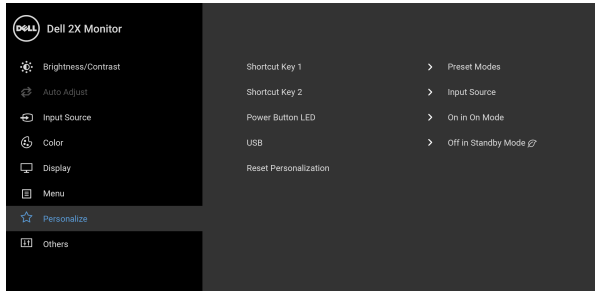 DELL Dell 2X Monitor
Brightness/Contrast
Auto Adjust
Input Source
Color
Display
Menu
Personalize
Others
Shortcut Key 1 > Preset Modes
Shortcut Key 2 > Input Source
Power Button LED > On in On Mode
USB > Off in Standby Mode
Reset Personalization